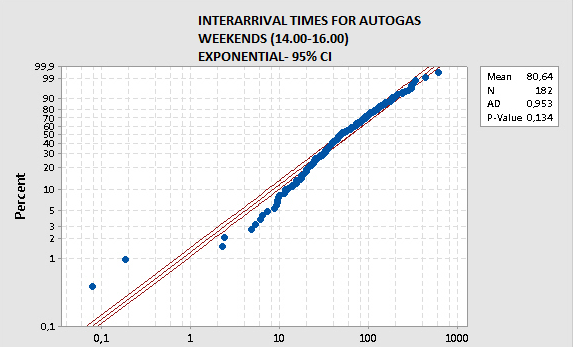 INTERARRIVAL TIMES FOR AUTOGAS
WEEKENDS (14.00-16.00)
EXPONENTIAL- 95% CI
99,9
99
90
80
70
60
50
40
30
20
10
5
3
2
1
0,1
Percent
0,1 1 10 100 1000
Mean 80,64
N 182
AD 0,953
P-Value 0,134